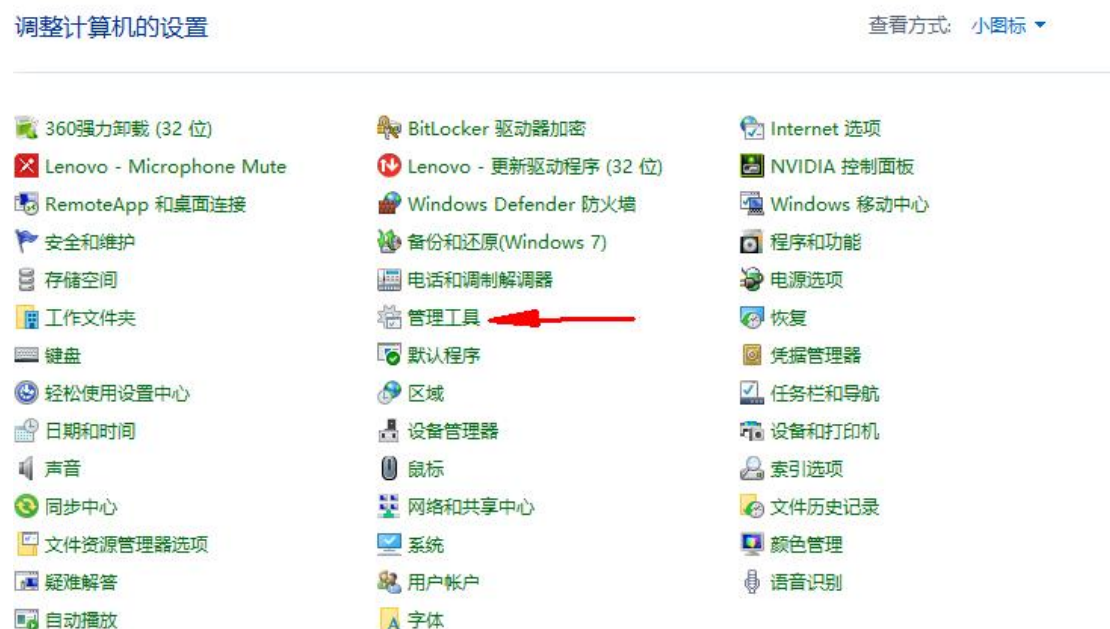 调整计算机的设置 查看方式: 小图标
360强力卸载 (32 位) BitLocker 驱动器加密 Internet 选项
Lenovo - Microphone Mute Lenovo - 更新驱动程序 (32 位) NVIDIA 控制面板
RemoteApp 和桌面连接 Windows Defender 防火墙 Windows 移动中心
安全和维护 备份和还原(Windows 7) 程序和功能
存储空间 电话和调制解调器 电源选项
工作文件夹 管理工具 恢复
键盘 默认程序 凭据管理器
轻松使用设置中心 区域 任务栏和导航
日期和时间 设备管理器 设备和打印机
声音 鼠标 索引选项
同步中心 网络和共享中心 文件历史记录
文件资源管理器选项 系统 颜色管理
疑难解答 用户帐户 语音识别
自动播放 字体